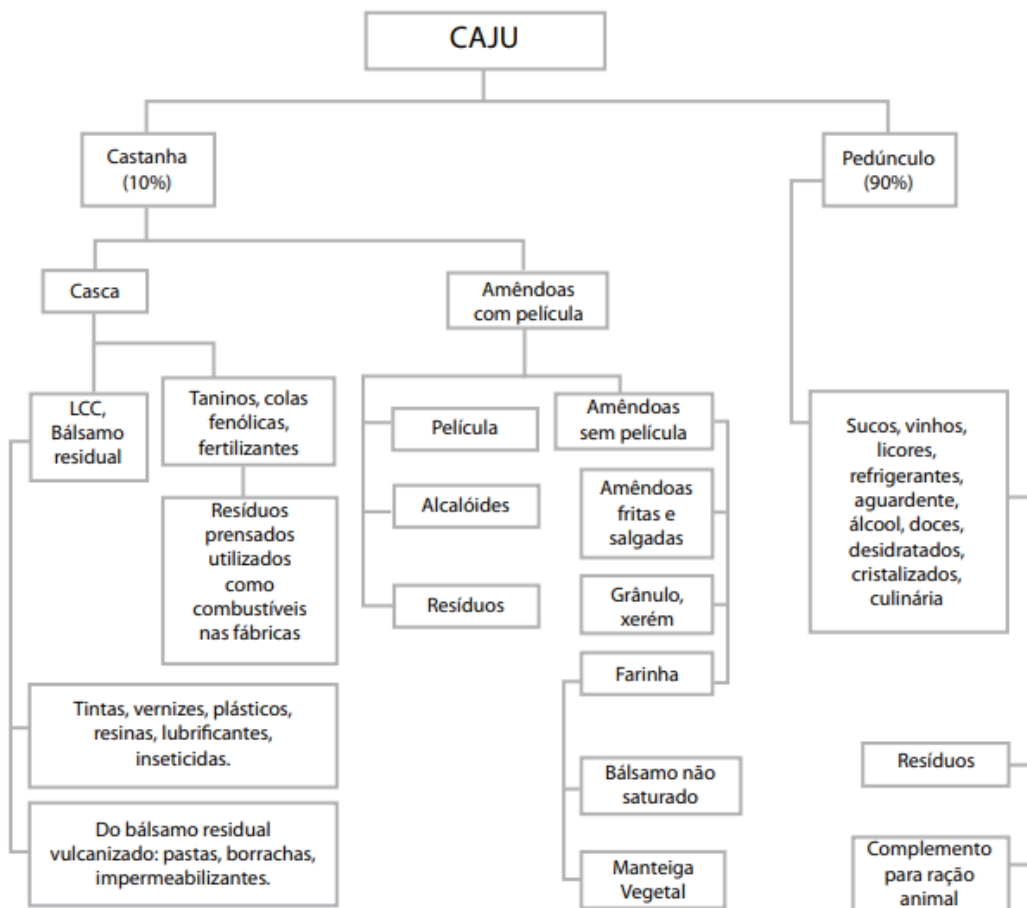 CAJU
Castanha
(10%)
Pedúnculo
(90%)
Casca
Amêndoas
com película
LCC,
Bálsamo
residual
Taninos, colas
fenólicas,
fertilizantes
Resíduos
prensados
utilizados
como
combustíveis
nas fábricas
Tintas, vernizes, plásticos,
resinas, lubrificantes,
inseticidas.
Do bálsamo residual
vulcanizado: pastas, borrachas,
impermeabilizantes.
Película
Alcalóides
Resíduos
Amêndoas
sem película
Amêndoas
fritas e
salgadas
Grânulo,
xerém
Farinha
Bálsamo não
saturado
Manteiga
Vegetal
Sucos, vinhos,
licores,
refrigerantes,
aguardente,
álcool, doces,
desidratados,
cristalizados,
culinária
Resíduos
Complemento
para ração
animal